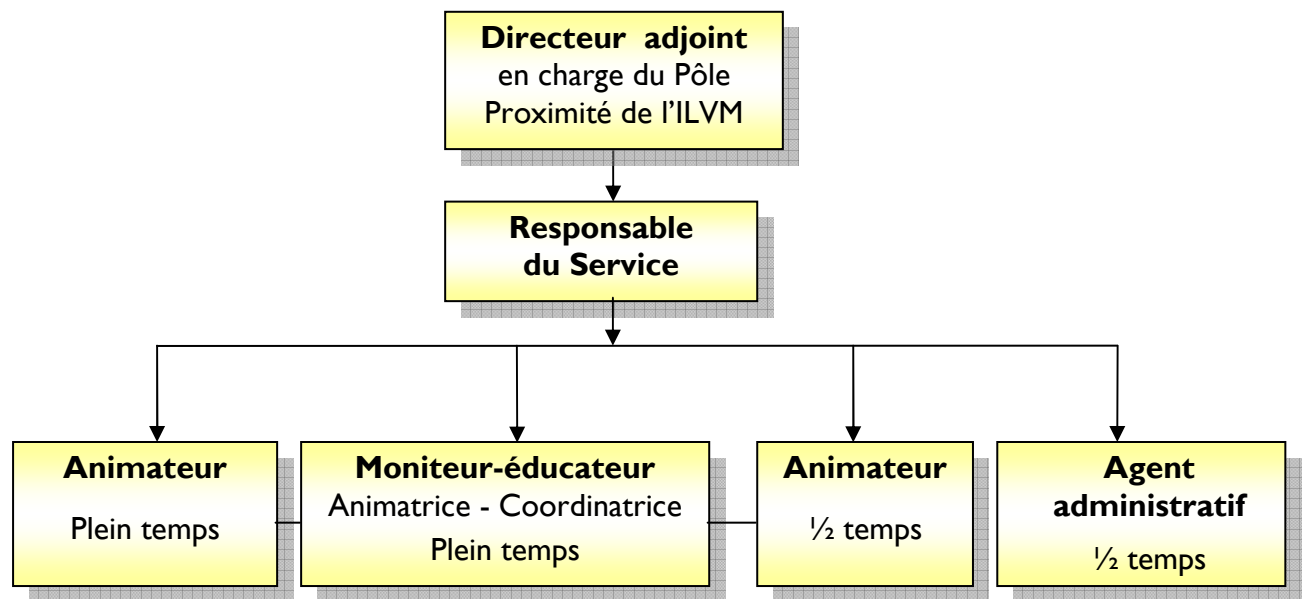 Directeur adjoint
en charge du Pôle
Proximité de l'ILVM
Responsable
du Service
Animateur
Plein temps
Moniteur-éducateur
Animatrice - Coordinatrice
Plein temps
Animateur
½ temps
Agent
administratif
½ temps